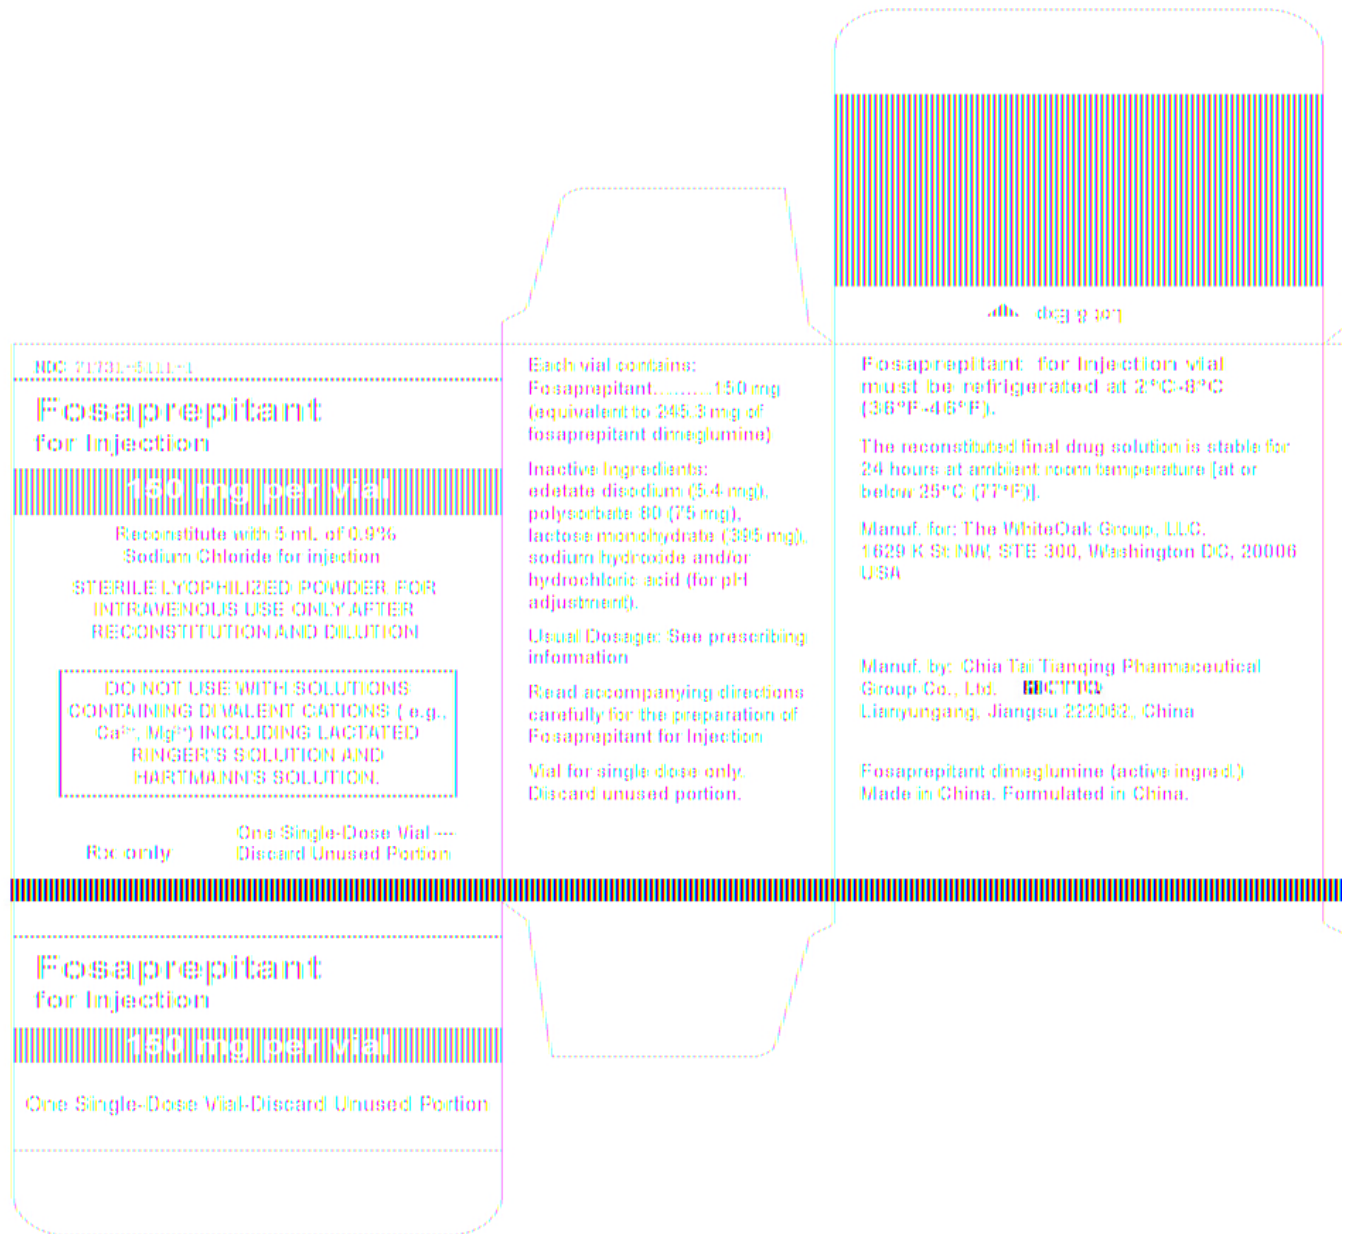 NDC
Fosaprepitant
for Injection
150 mg per vial
Reconstitute with 5 mL of 0.9%
Sodium Chloride for injection
STERILE LYOPHILIZED POWDER FOR
INTRAVENOUS USE ONLY AFTER
RECONSTITUTION AND DILUTION
DO NOT USE WITH SOLUTIONS
CONTAINING DIVALENT CATIONS ( e.g.,
Ca²⁺, Mg²⁺) INCLUDING LACTATED
RINGER'S SOLUTION AND
HARTMANN'S SOLUTION.
Rx only
One Single-Dose Vial ---
Discard Unused Portion
Each vial contains:
Fosaprepitant..........150 mg
(equivalent to 245.3 mg of
fosaprepitant dimeglumine)
Inactive Ingredients:
edetate disodium (5.4 mg),
polysorbate 80 (75 mg),
lactose monohydrate (395 mg),
sodium hydroxide and/or
hydrochloric acid (for pH
adjustment).
Usual Dosage: See prescribing
information
Read accompanying directions
carefully for the preparation of
Fosaprepitant for Injection
Vial for single dose only.
Discard unused portion.
Fosaprepitant for Injection vial
must be refrigerated at 2°C-8°C
(36°F-46°F).
The reconstituted final drug solution is stable for
24 hours at ambient room temperature [at or
below 25°C (77°F)].
Manuf. for: The WhiteOak Group, LLC.
1629 K St NW, STE 300, Washington DC, 20006
USA
Manuf. by: Chia Tai Tianqing Pharmaceutical
Group Co., Ltd. CTTQ
Lianyungang, Jiangsu 222062, China
Fosaprepitant dimeglumine (active ingred.)
Made in China. Formulated in China.
Fosaprepitant
for Injection
150 mg per vial
One Single-Dose Vial-Discard Unused Portion